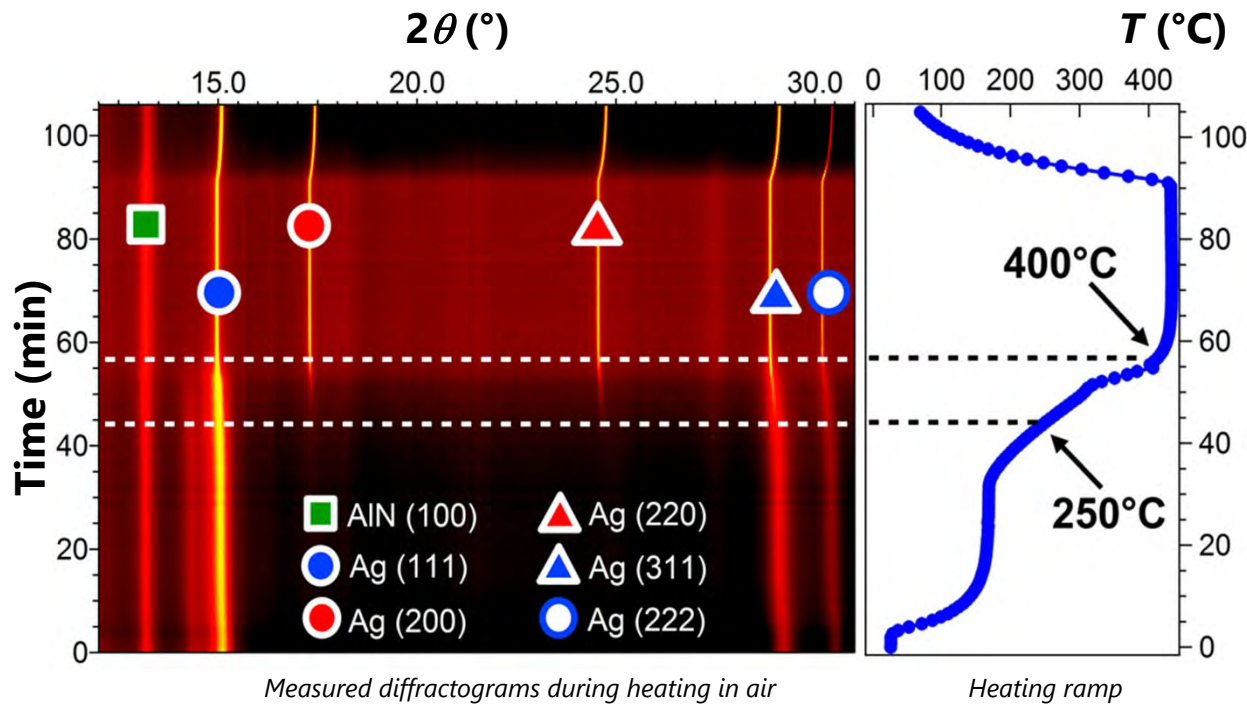 2θ (°)
T (°C)
15.0 20.0 25.0 30.0
0 100 200 300 400
Time (min)
100
80
60
40
20
0
AlN (100)
Ag (111)
Ag (200)
Ag (220)
Ag (311)
Ag (222)
400°C
250°C
100
80
60
40
20
0
Measured diffractograms during heating in air
Heating ramp